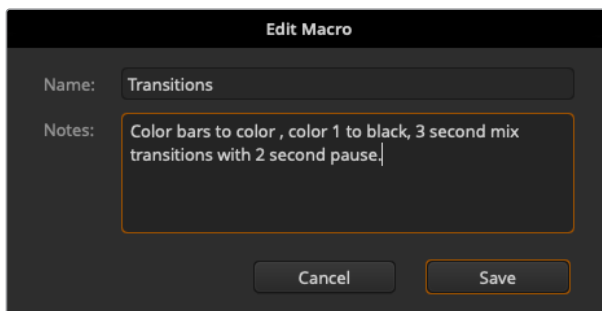 Edit Macro
Name: Transitions
Notes: Color bars to color , color 1 to black, 3 second mix
transitions with 2 second pause.
Cancel Save